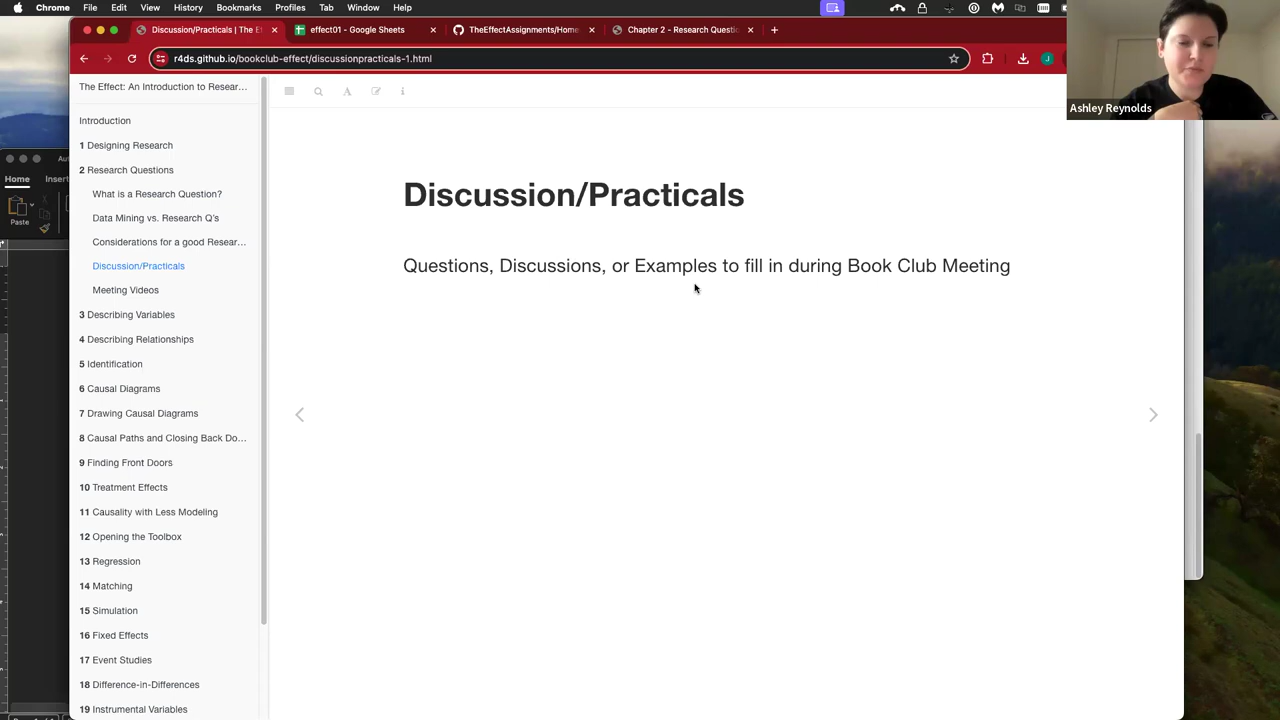 Chrome File Edit View History Bookmarks Profiles Tab Window Help
Discussion/Practicals | The E
effect01 - Google Sheets
TheEffectAssignments/Home
Chapter 2 - Research Questio
r4ds.github.io/bookclub-effect/discussionpracticals-1.html
J
Ashley Reynolds
Home Insert
Paste
The Effect: An Introduction to Resear...
Introduction
1 Designing Research
2 Research Questions
What is a Research Question?
Data Mining vs. Research Q's
Considerations for a good Resear...
Discussion/Practicals
Meeting Videos
3 Describing Variables
4 Describing Relationships
5 Identification
6 Causal Diagrams
7 Drawing Causal Diagrams
8 Causal Paths and Closing Back Do...
9 Finding Front Doors
10 Treatment Effects
11 Causality with Less Modeling
12 Opening the Toolbox
13 Regression
14 Matching
15 Simulation
16 Fixed Effects
17 Event Studies
18 Difference-in-Differences
19 Instrumental Variables
Discussion/Practicals
Questions, Discussions, or Examples to fill in during Book Club Meeting